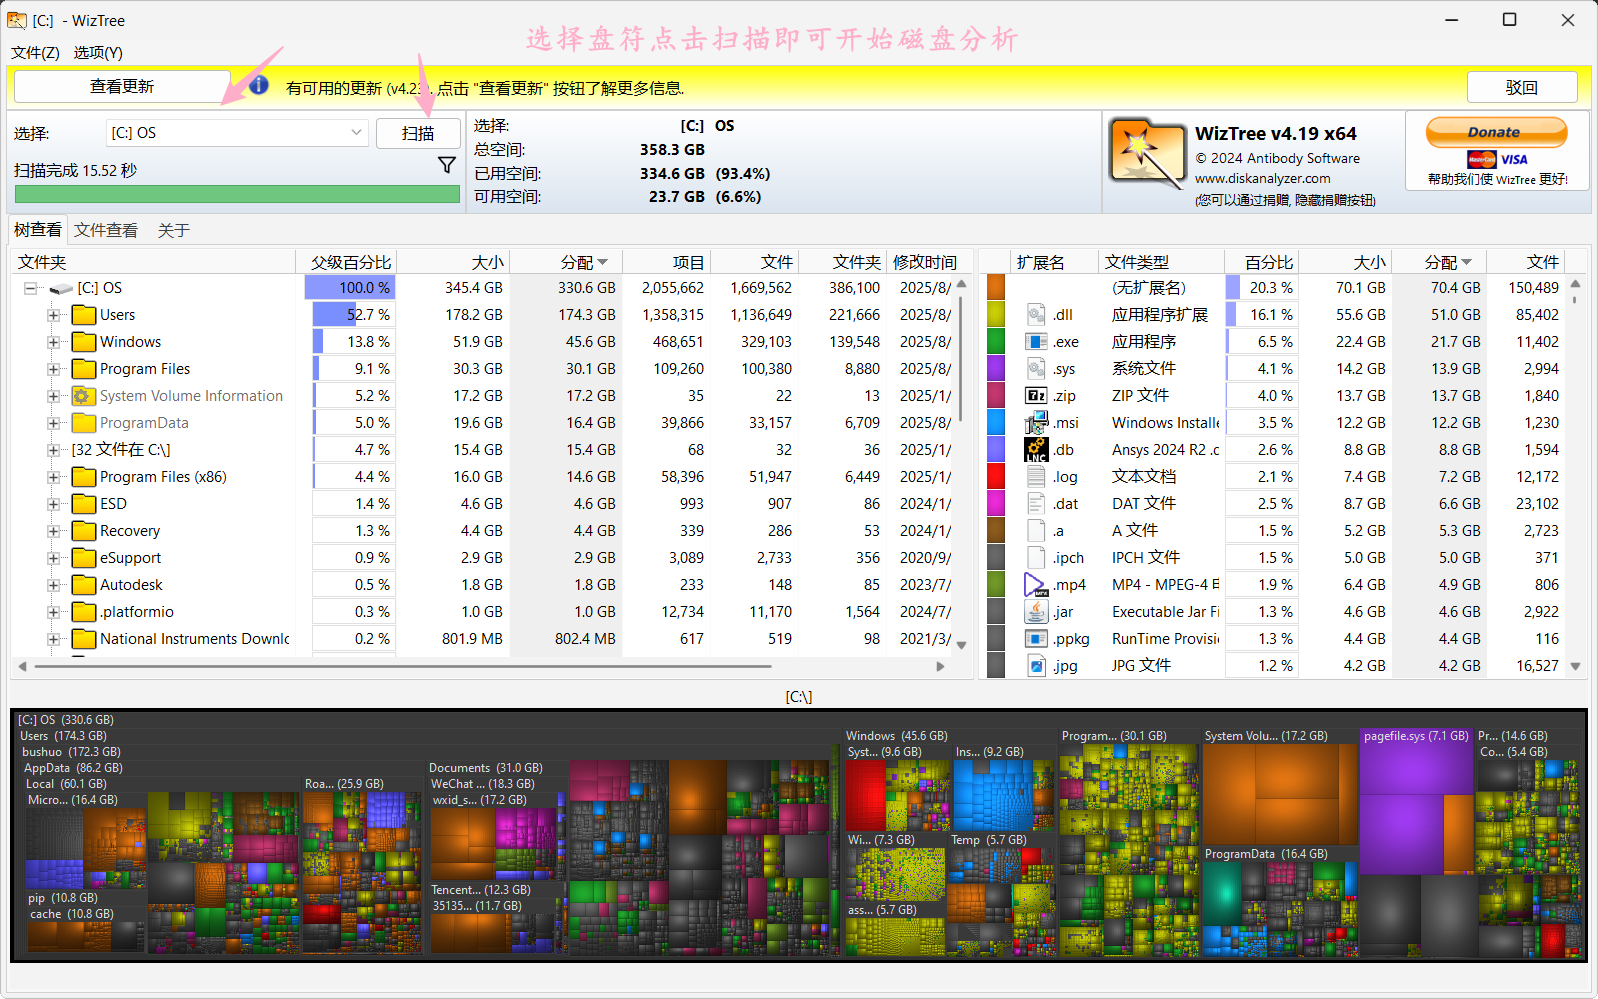 [C:] - WizTree
选择盘符点击扫描即可开始磁盘分析
文件(Z) 选项(Y)
查看更新 有可用的更新 (v4.23). 点击 "查看更新" 按钮了解更多信息. 驳回
选择: [C:] OS 扫描
扫描完成 15.52 秒
选择: [C:] OS
总空间: 358.3 GB
已用空间: 334.6 GB (93.4%)
可用空间: 23.7 GB (6.6%)
WizTree v4.19 x64
© 2024 Antibody Software
www.diskanalyzer.com
(您可以通过捐赠, 隐藏捐赠按钮)
Donate
MasterCard VISA
帮助我们使 WizTree 更好!
树查看 文件查看 关于
文件夹 父级百分比 大小 分配 项目 文件 文件夹 修改时间
[C:] OS 100.0 % 345.4 GB 330.6 GB 2,055,662 1,669,562 386,100 2025/8/
Users 52.7 % 178.2 GB 174.3 GB 1,358,315 1,136,649 221,666 2025/8/
Windows 13.8 % 51.9 GB 45.6 GB 468,651 329,103 139,548 2025/8/
Program Files 9.1 % 30.3 GB 30.1 GB 109,260 100,380 8,880 2025/8/
System Volume Information 5.2 % 17.2 GB 17.2 GB 35 22 13 2025/1/
ProgramData 5.0 % 19.6 GB 16.4 GB 39,866 33,157 6,709 2025/8/
[32 文件在 C:\] 4.7 % 15.4 GB 15.4 GB 68 32 36 2025/1/
Program Files (x86) 4.4 % 16.0 GB 14.6 GB 58,396 51,947 6,449 2025/1/
ESD 1.4 % 4.6 GB 4.6 GB 993 907 86 2024/1/
Recovery 1.3 % 4.4 GB 4.4 GB 339 286 53 2024/1/
eSupport 0.9 % 2.9 GB 2.9 GB 3,089 2,733 356 2020/9/
Autodesk 0.5 % 1.8 GB 1.8 GB 233 148 85 2023/7/
.platformio 0.3 % 1.0 GB 1.0 GB 12,734 11,170 1,564 2024/7/
National Instruments Downlc 0.2 % 801.9 MB 802.4 MB 617 519 98 2021/3/
扩展名 文件类型 百分比 大小 分配 文件
(无扩展名) 20.3 % 70.1 GB 70.4 GB 150,489
.dll 应用程序扩展 16.1 % 55.6 GB 51.0 GB 85,402
.exe 应用程序 6.5 % 22.4 GB 21.7 GB 11,402
.sys 系统文件 4.1 % 14.2 GB 13.9 GB 2,994
.zip ZIP 文件 4.0 % 13.7 GB 13.7 GB 1,840
.msi Windows Installe 3.5 % 12.2 GB 12.2 GB 1,230
LNC .db Ansys 2024 R2 .c 2.6 % 8.8 GB 8.8 GB 1,594
.log 文本文档 2.1 % 7.4 GB 7.2 GB 12,172
.dat DAT 文件 2.5 % 8.7 GB 6.6 GB 23,102
.a A 文件 1.5 % 5.2 GB 5.3 GB 2,723
.ipch IPCH 文件 1.5 % 5.0 GB 5.0 GB 371
.mp4 MP4 - MPEG-4 1.9 % 6.4 GB 4.9 GB 806
.jar Executable Jar Fi 1.3 % 4.6 GB 4.6 GB 2,922
.ppkg RunTime Provisi 1.3 % 4.4 GB 4.4 GB 116
.jpg JPG 文件 1.2 % 4.2 GB 4.2 GB 16,527
[C:\]
[C:] OS (330.6 GB)
Users (174.3 GB)
bushuo (172.3 GB)
AppData (86.2 GB)
Local (60.1 GB)
Micro... (16.4 GB)
pip (10.8 GB)
cache (10.8 GB)
Roa... (25.9 GB)
Documents (31.0 GB)
WeChat ... (18.3 GB)
wxid_s... (17.2 GB)
Tencent... (12.3 GB)
35135... (11.7 GB)
Windows (45.6 GB)
Syst... (9.6 GB)
Ins... (9.2 GB)
Wi... (7.3 GB)
Temp (5.7 GB)
ass... (5.7 GB)
Program... (30.1 GB)
System Volu... (17.2 GB)
ProgramData (16.4 GB)
pagefile.sys (7.1 GB)
Pr... (14.6 GB)
Co... (5.4 GB)